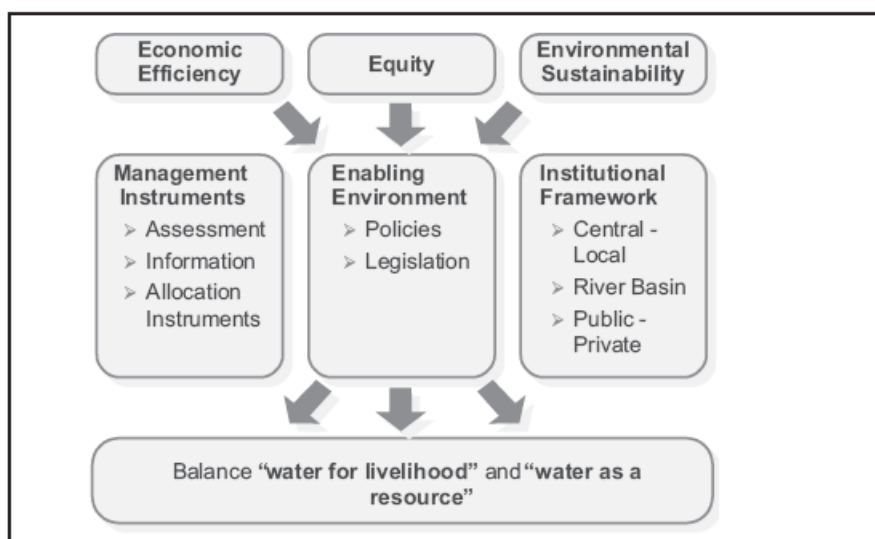 Economic
Efficiency
Equity
Environmental
Sustainability
Management
Instruments
➢ Assessment
➢ Information
➢ Allocation
Instruments
Enabling
Environment
➢ Policies
➢ Legislation
Institutional
Framework
➢ Central -
Local
➢ River Basin
➢ Public -
Private
Balance “water for livelihood” and “water as a
resource”